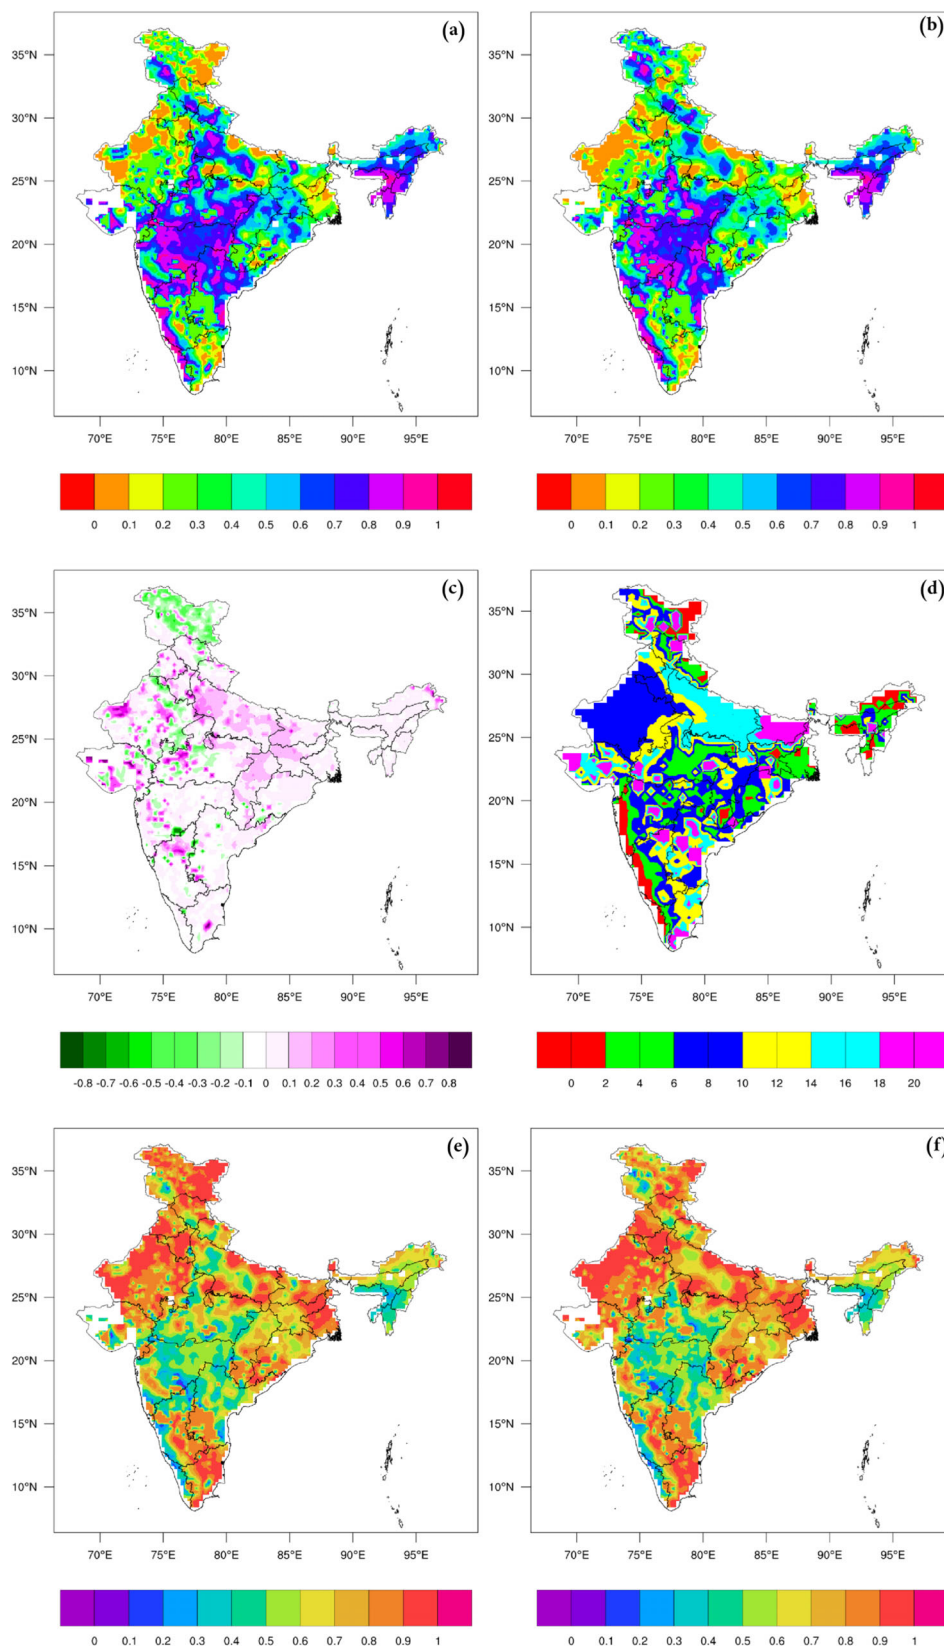 (a) (b)
35°N 35°N
30°N 30°N
25°N 25°N
20°N 20°N
15°N 15°N
10°N 10°N
70°E 75°E 80°E 85°E 90°E 95°E 70°E 75°E 80°E 85°E 90°E 95°E
0 0.1 0.2 0.3 0.4 0.5 0.6 0.7 0.8 0.9 1 0 0.1 0.2 0.3 0.4 0.5 0.6 0.7 0.8 0.9 1
(c) (d)
35°N 35°N
30°N 30°N
25°N 25°N
20°N 20°N
15°N 15°N
10°N 10°N
70°E 75°E 80°E 85°E 90°E 95°E 70°E 75°E 80°E 85°E 90°E 95°E
-0.8 -0.7 -0.6 -0.5 -0.4 -0.3 -0.2 -0.1 0 0.1 0.2 0.3 0.4 0.5 0.6 0.7 0.8 0 2 4 6 8 10 12 14 16 18 20
(e) (f)
35°N 35°N
30°N 30°N
25°N 25°N
20°N 20°N
15°N 15°N
10°N 10°N
70°E 75°E 80°E 85°E 90°E 95°E 70°E 75°E 80°E 85°E 90°E 95°E
0 0.1 0.2 0.3 0.4 0.5 0.6 0.7 0.8 0.9 1 0 0.1 0.2 0.3 0.4 0.5 0.6 0.7 0.8 0.9 1